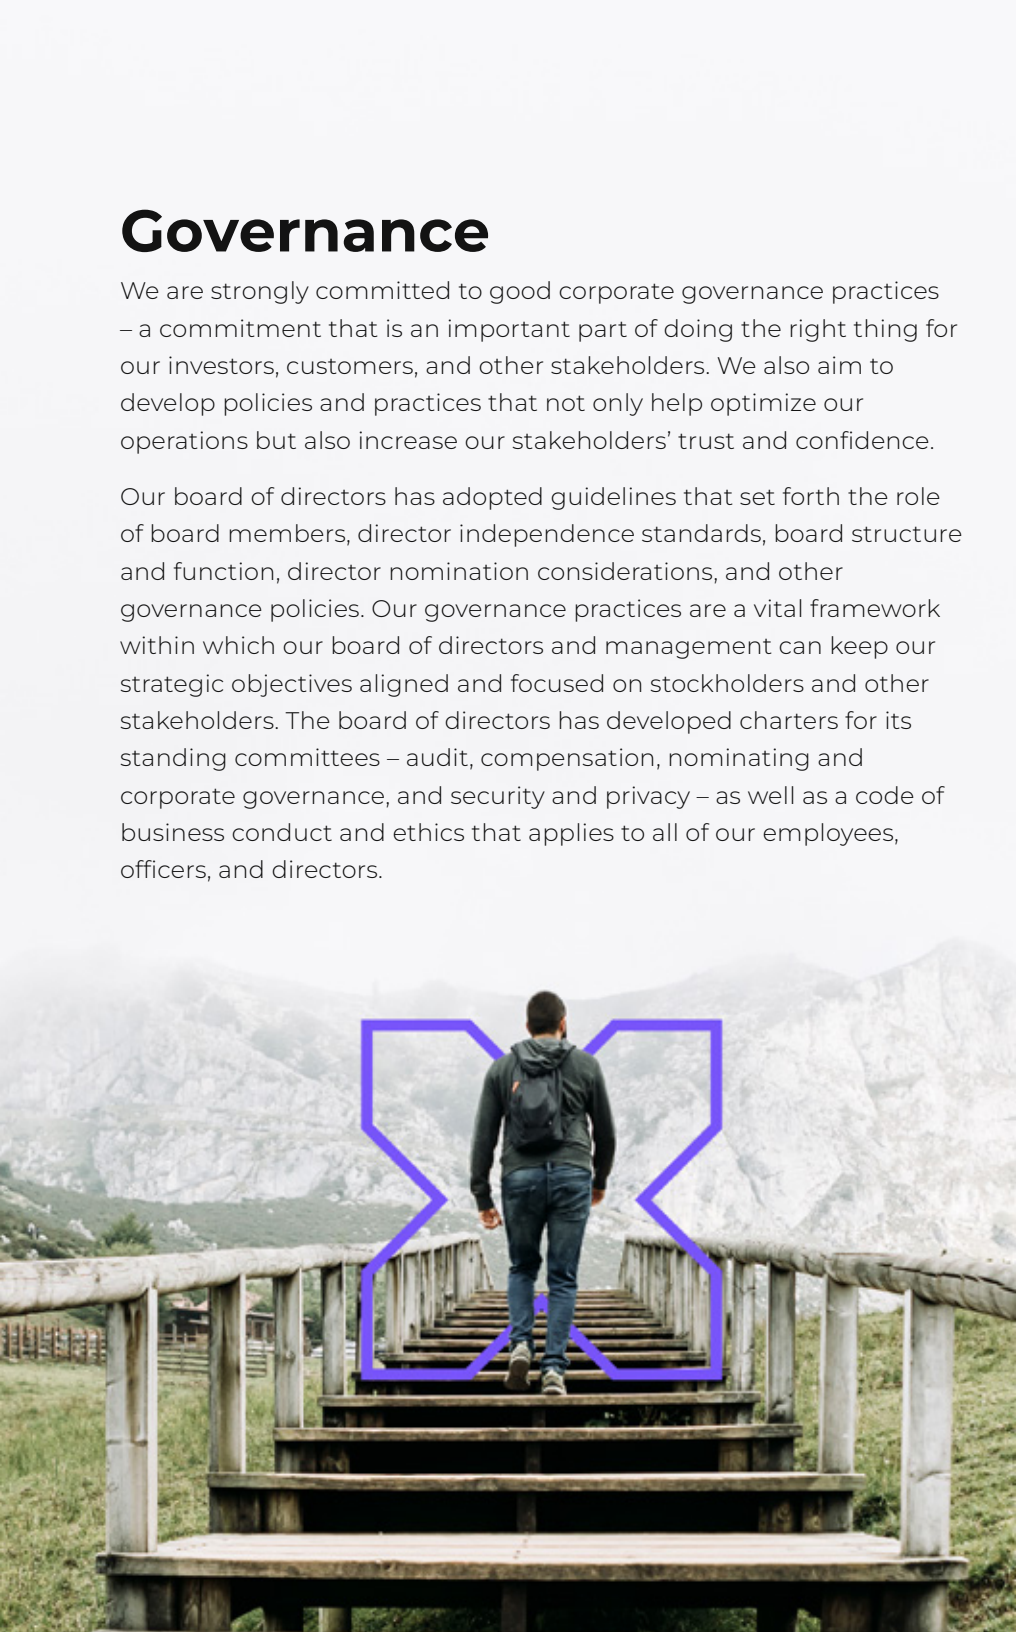 Governance
We are strongly committed to good corporate governance practices
– a commitment that is an important part of doing the right thing for
our investors, customers, and other stakeholders. We also aim to
develop policies and practices that not only help optimize our
operations but also increase our stakeholders’ trust and confidence.
Our board of directors has adopted guidelines that set forth the role
of board members, director independence standards, board structure
and function, director nomination considerations, and other
governance policies. Our governance practices are a vital framework
within which our board of directors and management can keep our
strategic objectives aligned and focused on stockholders and other
stakeholders. The board of directors has developed charters for its
standing committees – audit, compensation, nominating and
corporate governance, and security and privacy – as well as a code of
business conduct and ethics that applies to all of our employees,
officers, and directors.